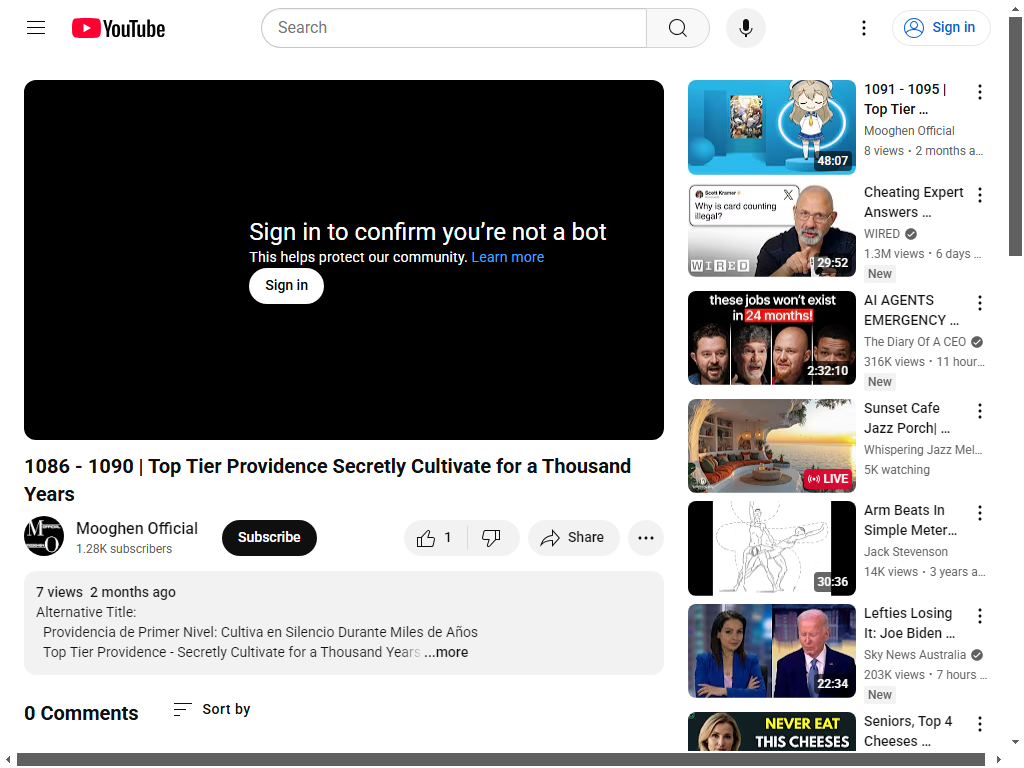 YouTube
Search
Sign in
Sign in to confirm you're not a bot
This helps protect our community. Learn more
Sign in
1086 - 1090 | Top Tier Providence Secretly Cultivate for a Thousand
Years
Mooghen Official
1.28K subscribers
Subscribe
1
Share
7 views 2 months ago
Alternative Title:
Providencia de Primer Nivel: Cultiva en Silencio Durante Miles de Años
Top Tier Providence - Secretly Cultivate for a Thousand Years ...more
0 Comments
Sort by
48:07
1091 - 1095 |
Top Tier ...
Mooghen Official
8 views • 2 months a...
Scott Kramer
Why is card counting
illegal?
WIRED
29:52
Cheating Expert
Answers ...
WIRED
1.3M views • 6 days ...
New
these jobs won't exist
in 24 months!
2:32:10
AI AGENTS
EMERGENCY ...
The Diary Of A CEO
316K views • 11 hour...
New
LIVE
Sunset Cafe
Jazz Porch| ...
Whispering Jazz Mel...
5K watching
30:36
Arm Beats In
Simple Meter...
Jack Stevenson
14K views • 3 years a...
22:34
Lefties Losing
It: Joe Biden ...
Sky News Australia
203K views • 7 hours ...
New
NEVER EAT
THIS CHEESES
Seniors, Top 4
Cheeses ...